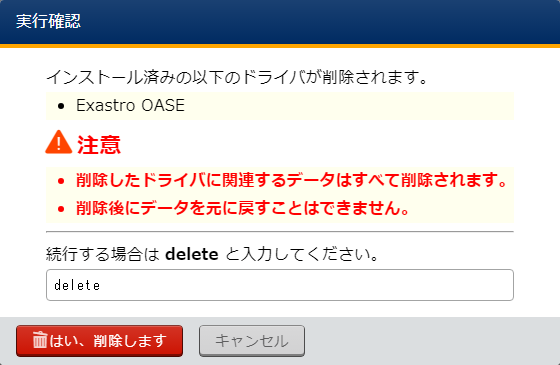 実行確認
インストール済みの以下のドライバが削除されます。
• Exastro OASE
注意
• 削除したドライバに関連するデータはすべて削除されます。
• 削除後にデータを元に戻すことはできません。
続行する場合は delete と入力してください。
delete
はい、削除します
キャンセル